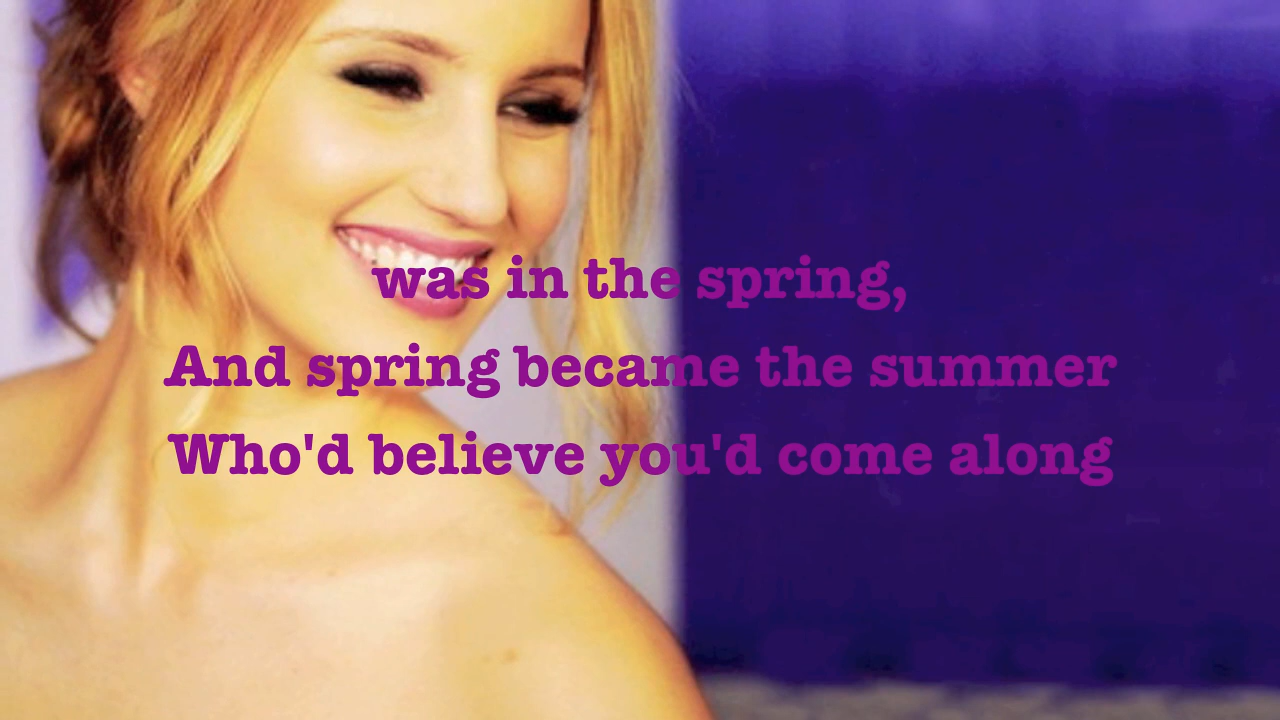 was in the spring,
And spring became the summer
Who'd believe you'd come along